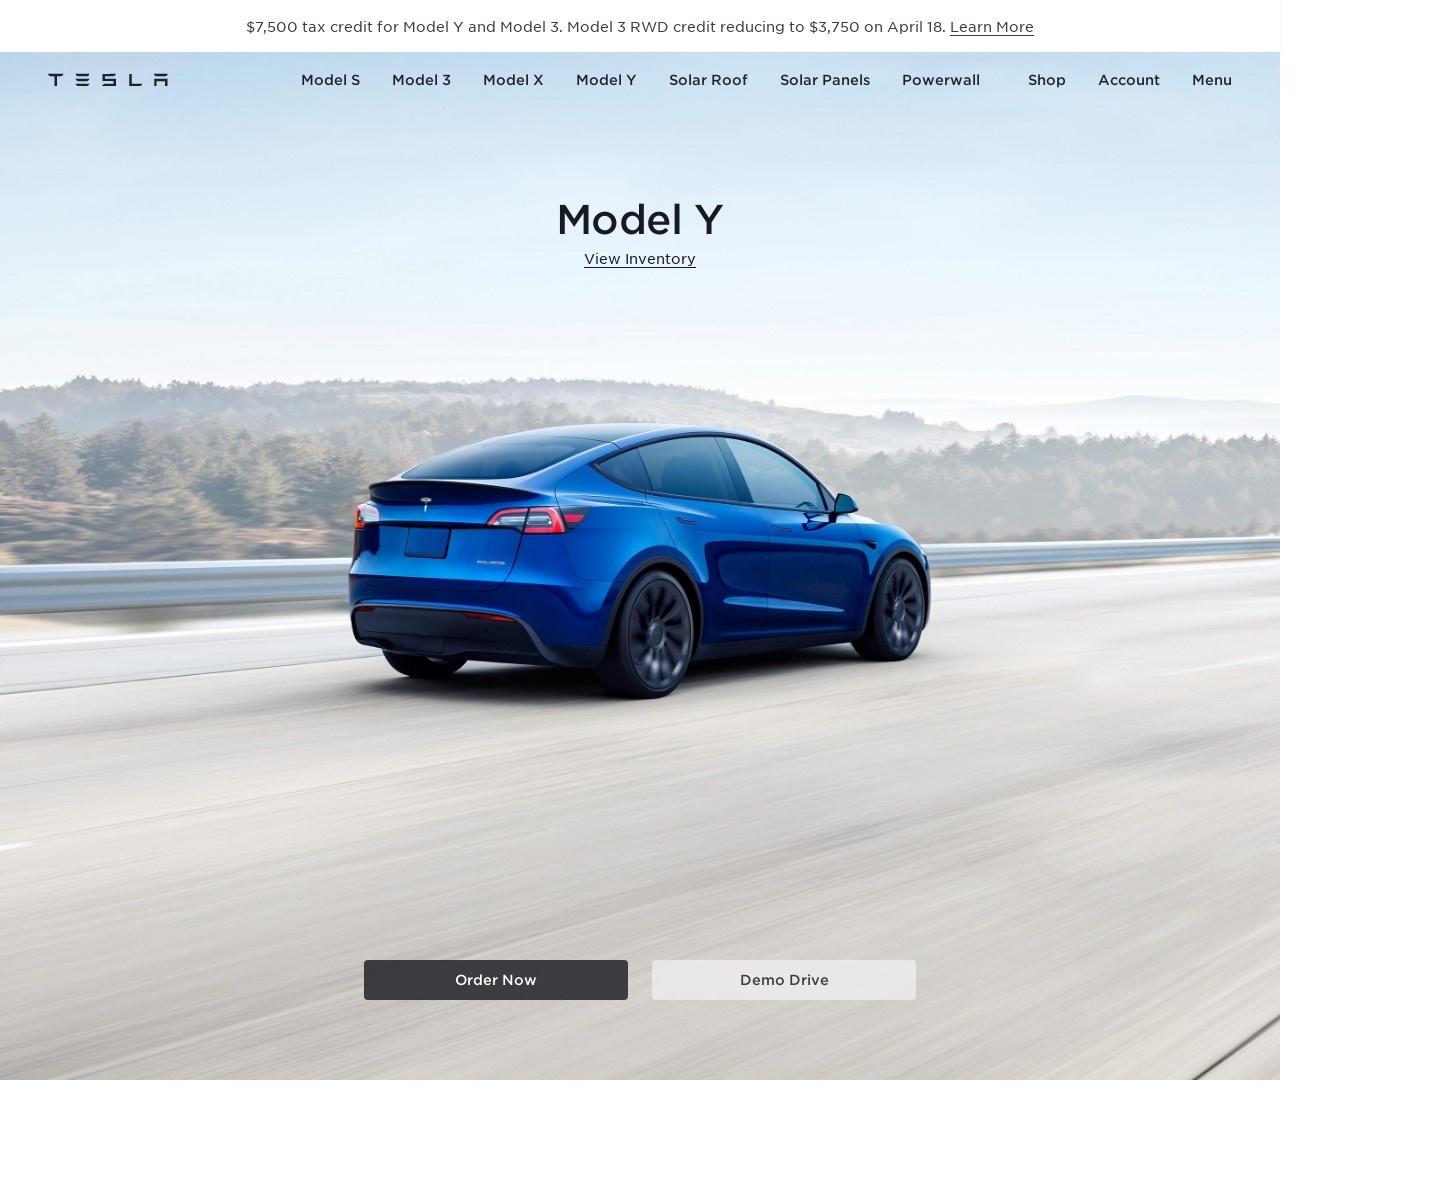 $7,500 tax credit for Model Y and Model 3. Model 3 RWD credit reducing to $3,750 on April 18. Learn More
TESLA Model S Model 3 Model X Model Y Solar Roof Solar Panels Powerwall Shop Account Menu
Model Y
View Inventory
Order Now Demo Drive